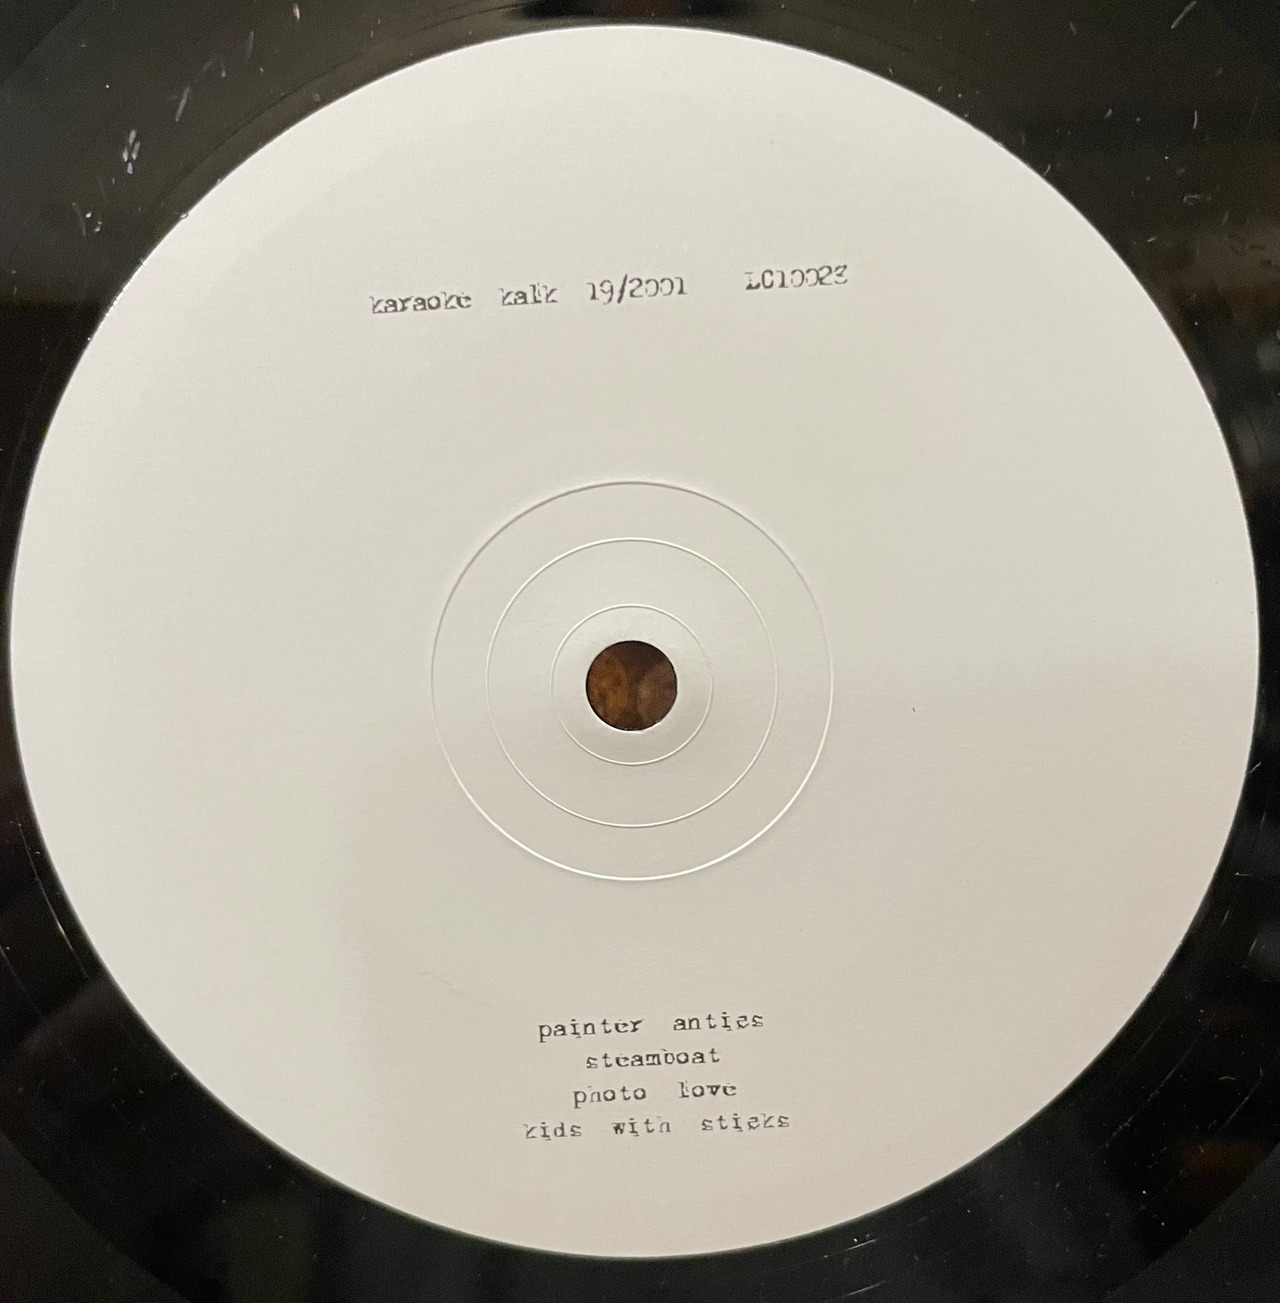 karaoke kalk 19/2001 LC10023
painter antics
steamboat
photo love
kids with sticks